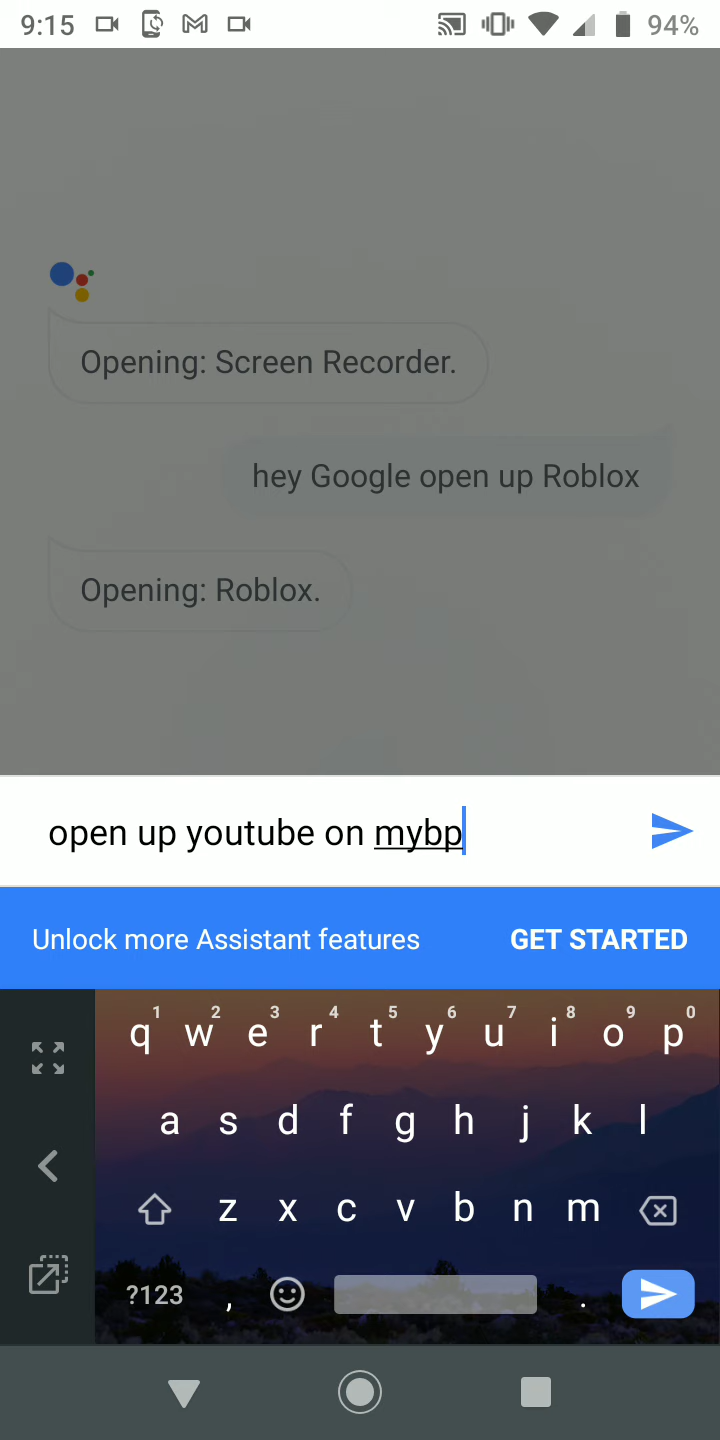 9:15 94%
Opening: Screen Recorder.
hey Google open up Roblox
Opening: Roblox.
open up youtube on mybp
Unlock more Assistant features GET STARTED
1 2 3 4 5 6 7 8 9 0
q w e r t y u i o p
a s d f g h j k l
z x c v b n m
?123 , .